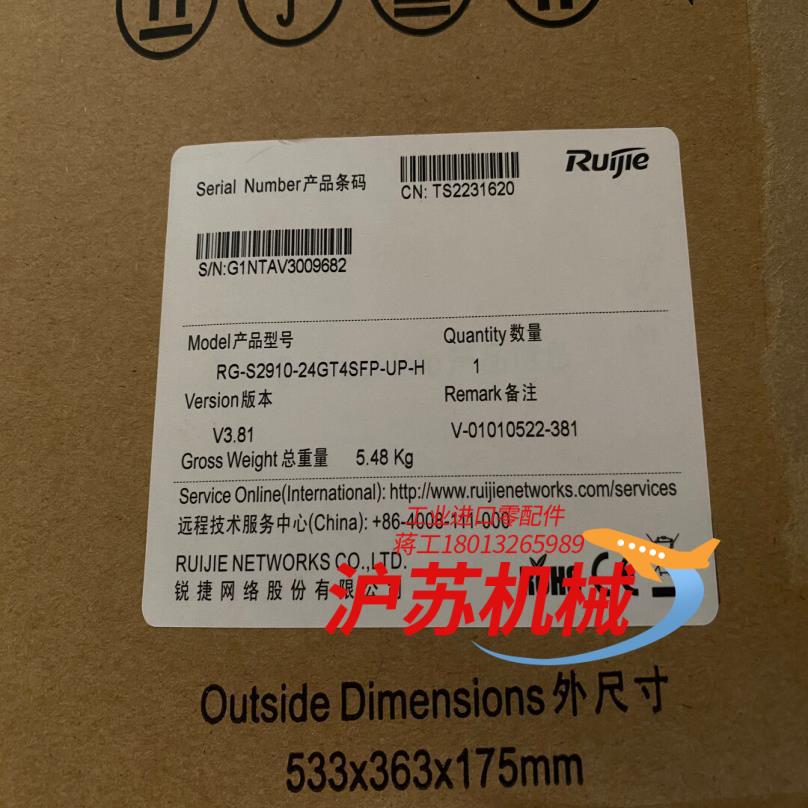 Serial Number产品条码
CN: TS2231620
Ruijie
S/N:G1NTAV3009682
Model产品型号
Quantity数量
RG-S2910-24GT4SFP-UP-H
1
Version版本
Remark备注
V3.81
V-01010522-381
Gross Weight总重量 5.48 Kg
Service Online(International): http://www.ruijienetworks.com/services
远程技术服务中心(China): +86-4008-111-000
工业进口零配件
蒋工18013265989
RUIJIE NETWORKS CO.,LTD.
RoHS CE
锐捷网络股份有限公司
沪苏机械
Outside Dimensions外尺寸
533x363x175mm